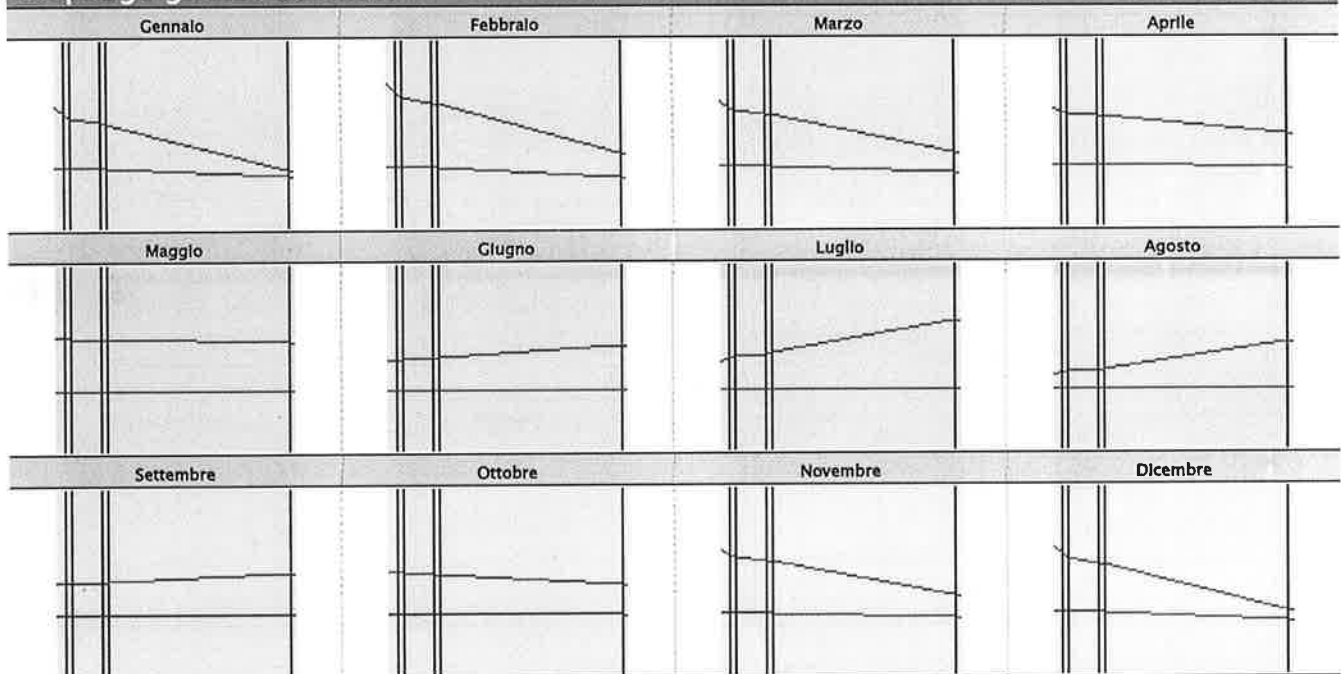 Gennaio Febbraio Marzo Aprile
Maggio Giugno Luglio Agosto
Settembre Ottobre Novembre Dicembre